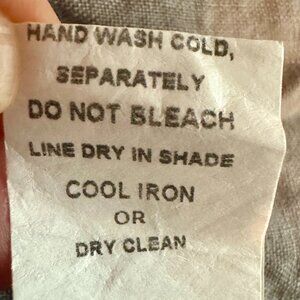 HAND WASH COLD,
SEPARATELY
DO NOT BLEACH
LINE DRY IN SHADE
COOL IRON
OR
DRY CLEAN